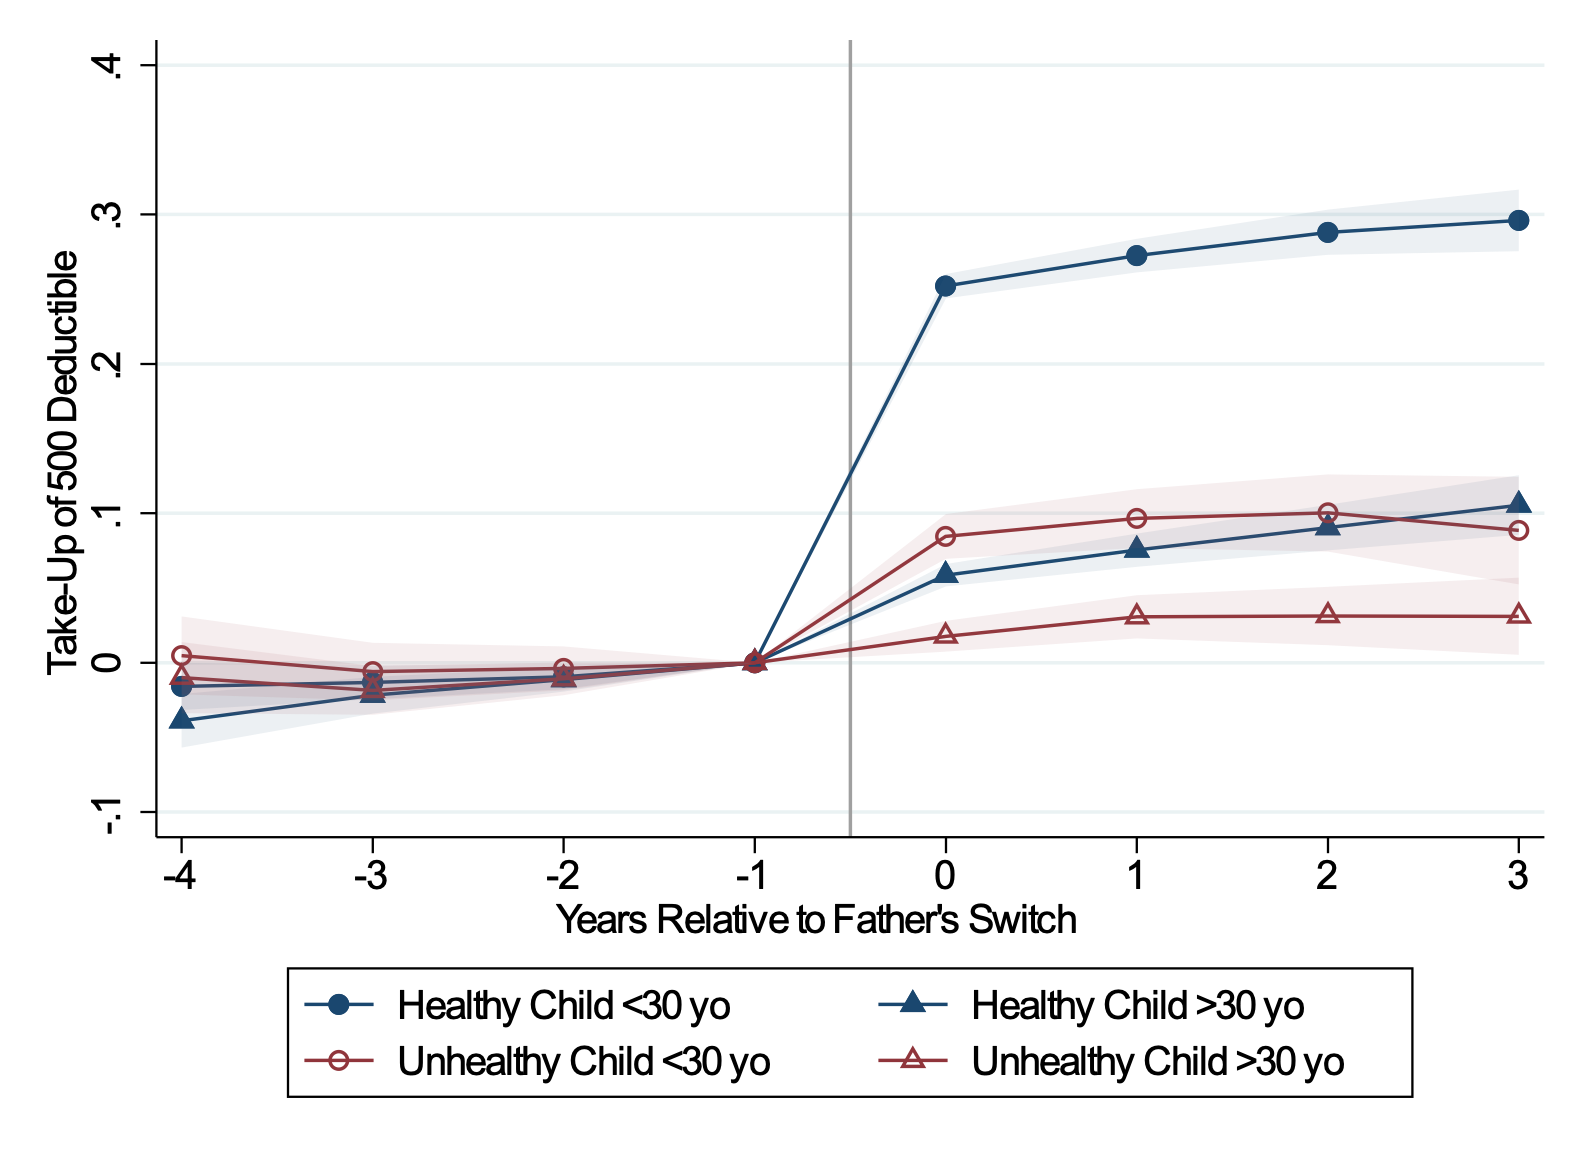 Take-Up of 500 Deductible
.4
.3
.2
.1
0
-.1
-4 -3 -2 -1 0 1 2 3
Years Relative to Father's Switch
Healthy Child <30 yo Healthy Child >30 yo
Unhealthy Child <30 yo Unhealthy Child >30 yo